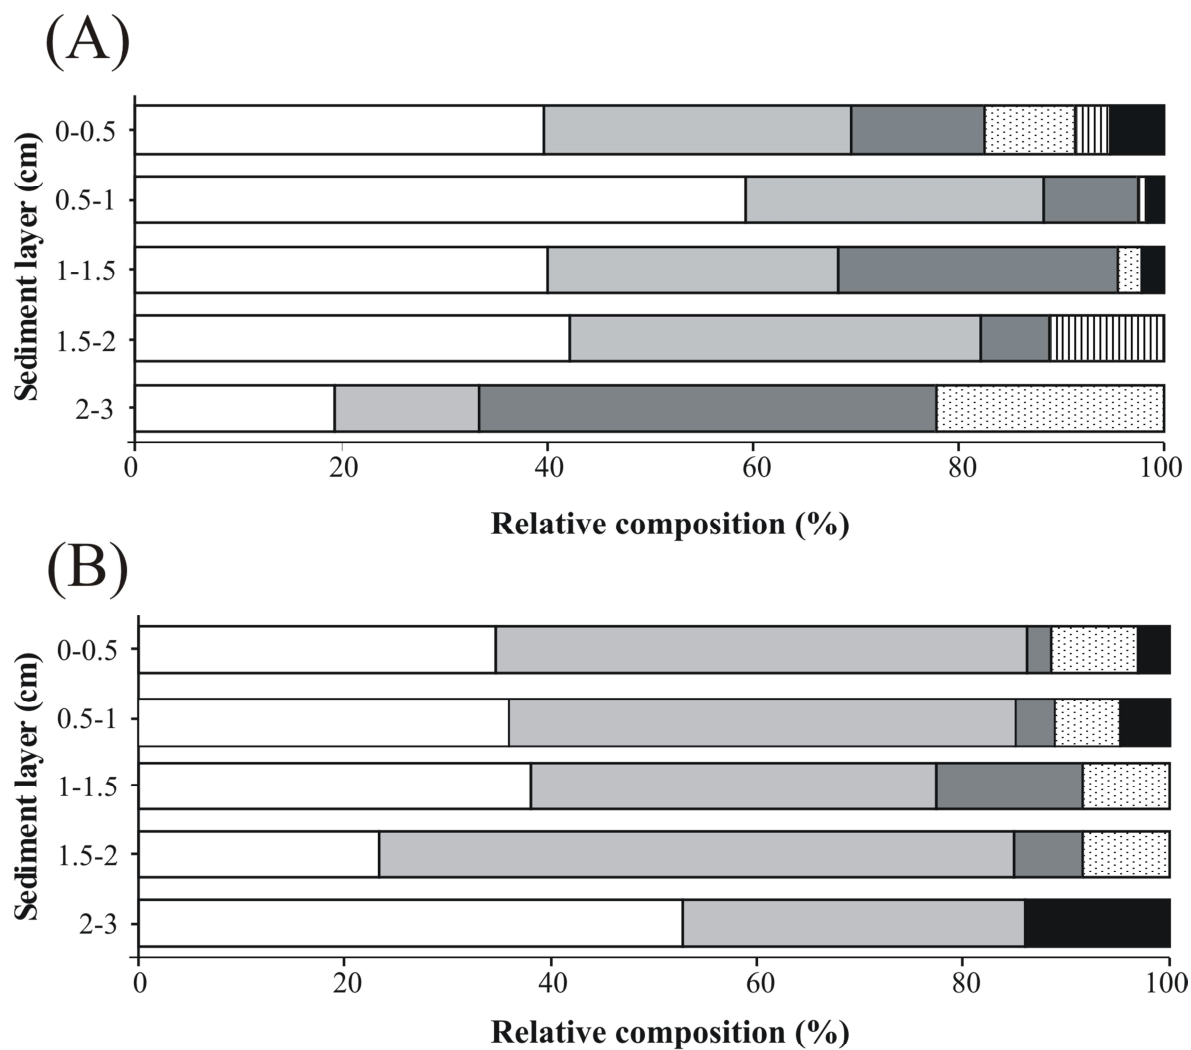 (A)
Sediment layer (cm)
0-0.5
0.5-1
1-1.5
1.5-2
2-3
0 20 40 60 80 100
Relative composition (%)
(B)
Sediment layer (cm)
0-0.5
0.5-1
1-1.5
1.5-2
2-3
0 20 40 60 80 100
Relative composition (%)